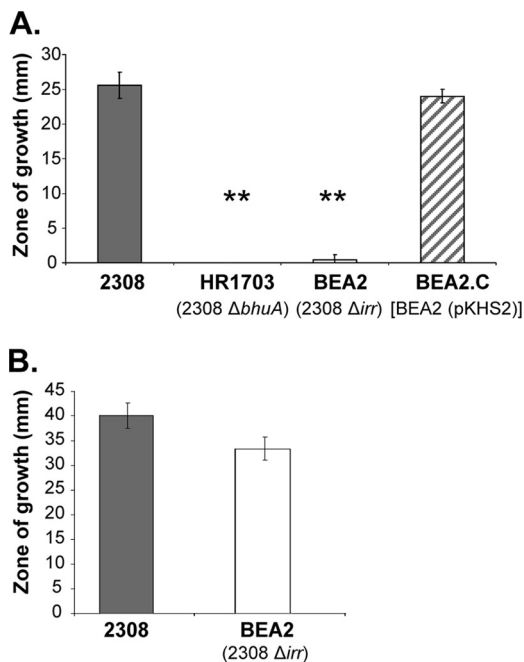 A.
Zone of growth (mm)
30
25
20
15
10
5
0
** **
2308 HR1703 BEA2 BEA2.C
(2308 ΔbhuA) (2308 Δirr) [BEA2 (pKHS2)]
B.
Zone of growth (mm)
45
40
35
30
25
20
15
10
5
0
2308 BEA2
(2308 Δirr)